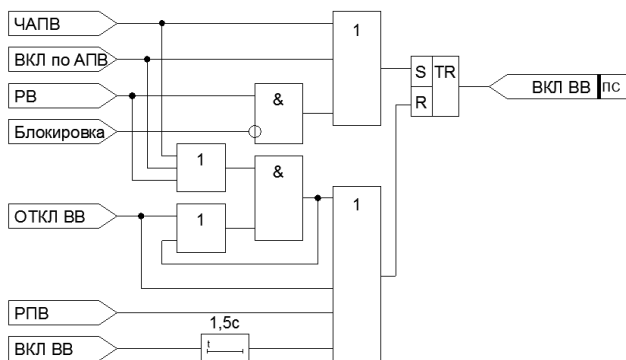 ЧАПВ
1
ВКЛ по АПВ
S TR
РВ
&
ВКЛ ВВ ПС
R
Блокировка
1
&
ОТКЛ ВВ
1
1
РПВ
1,5с
ВКЛ ВВ
t